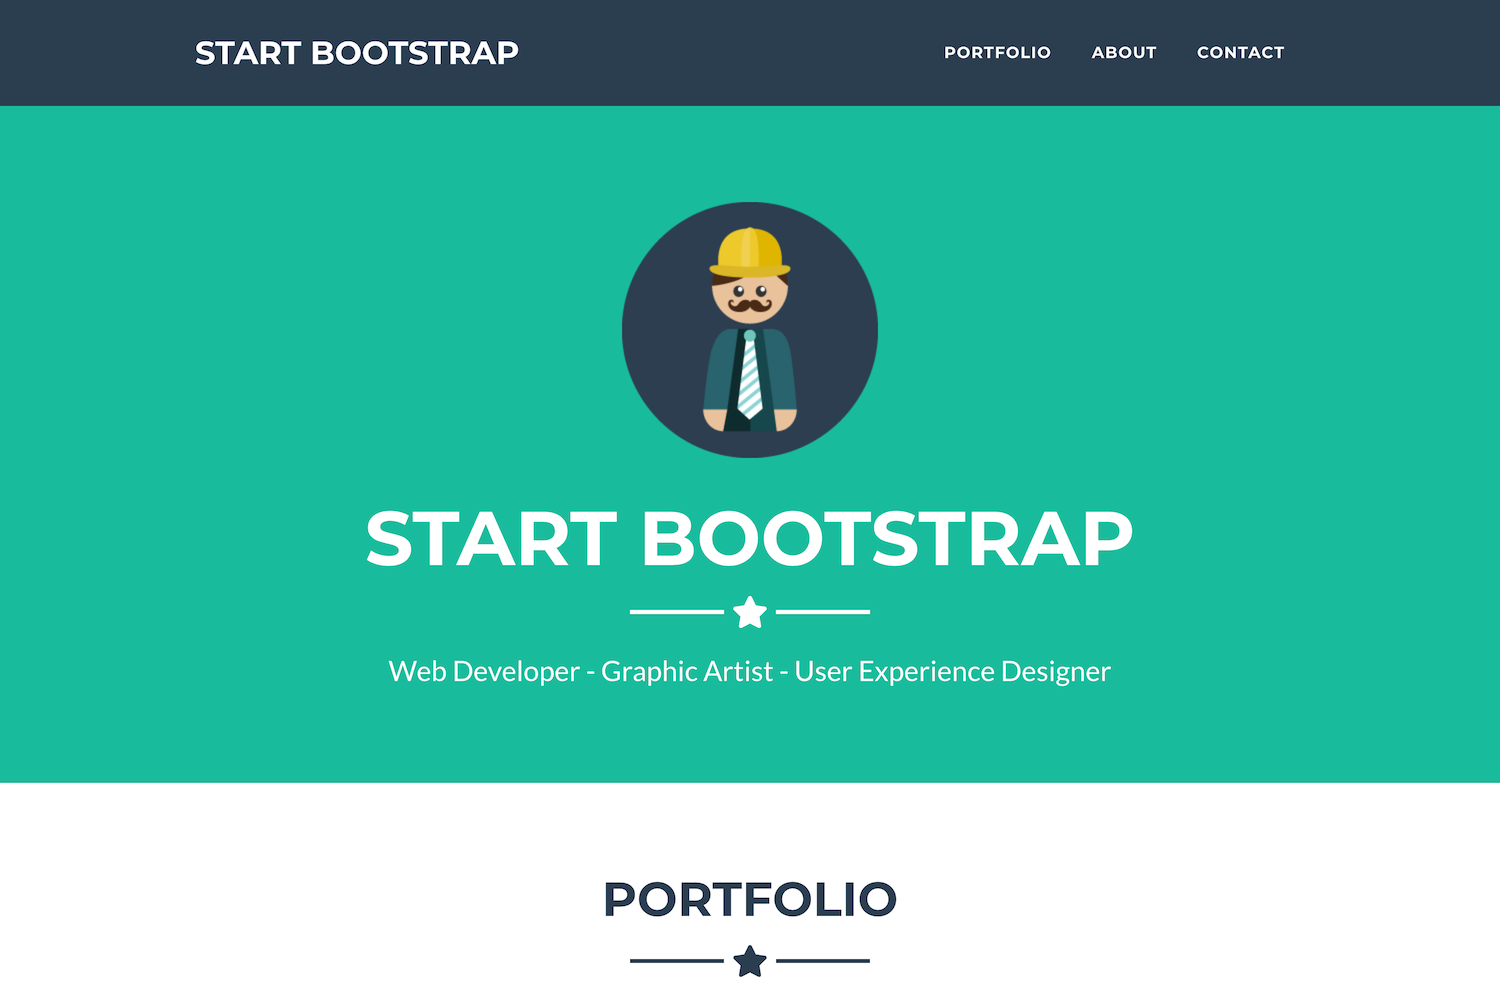 START BOOTSTRAP
PORTFOLIO ABOUT CONTACT
START BOOTSTRAP
Web Developer - Graphic Artist - User Experience Designer
PORTFOLIO